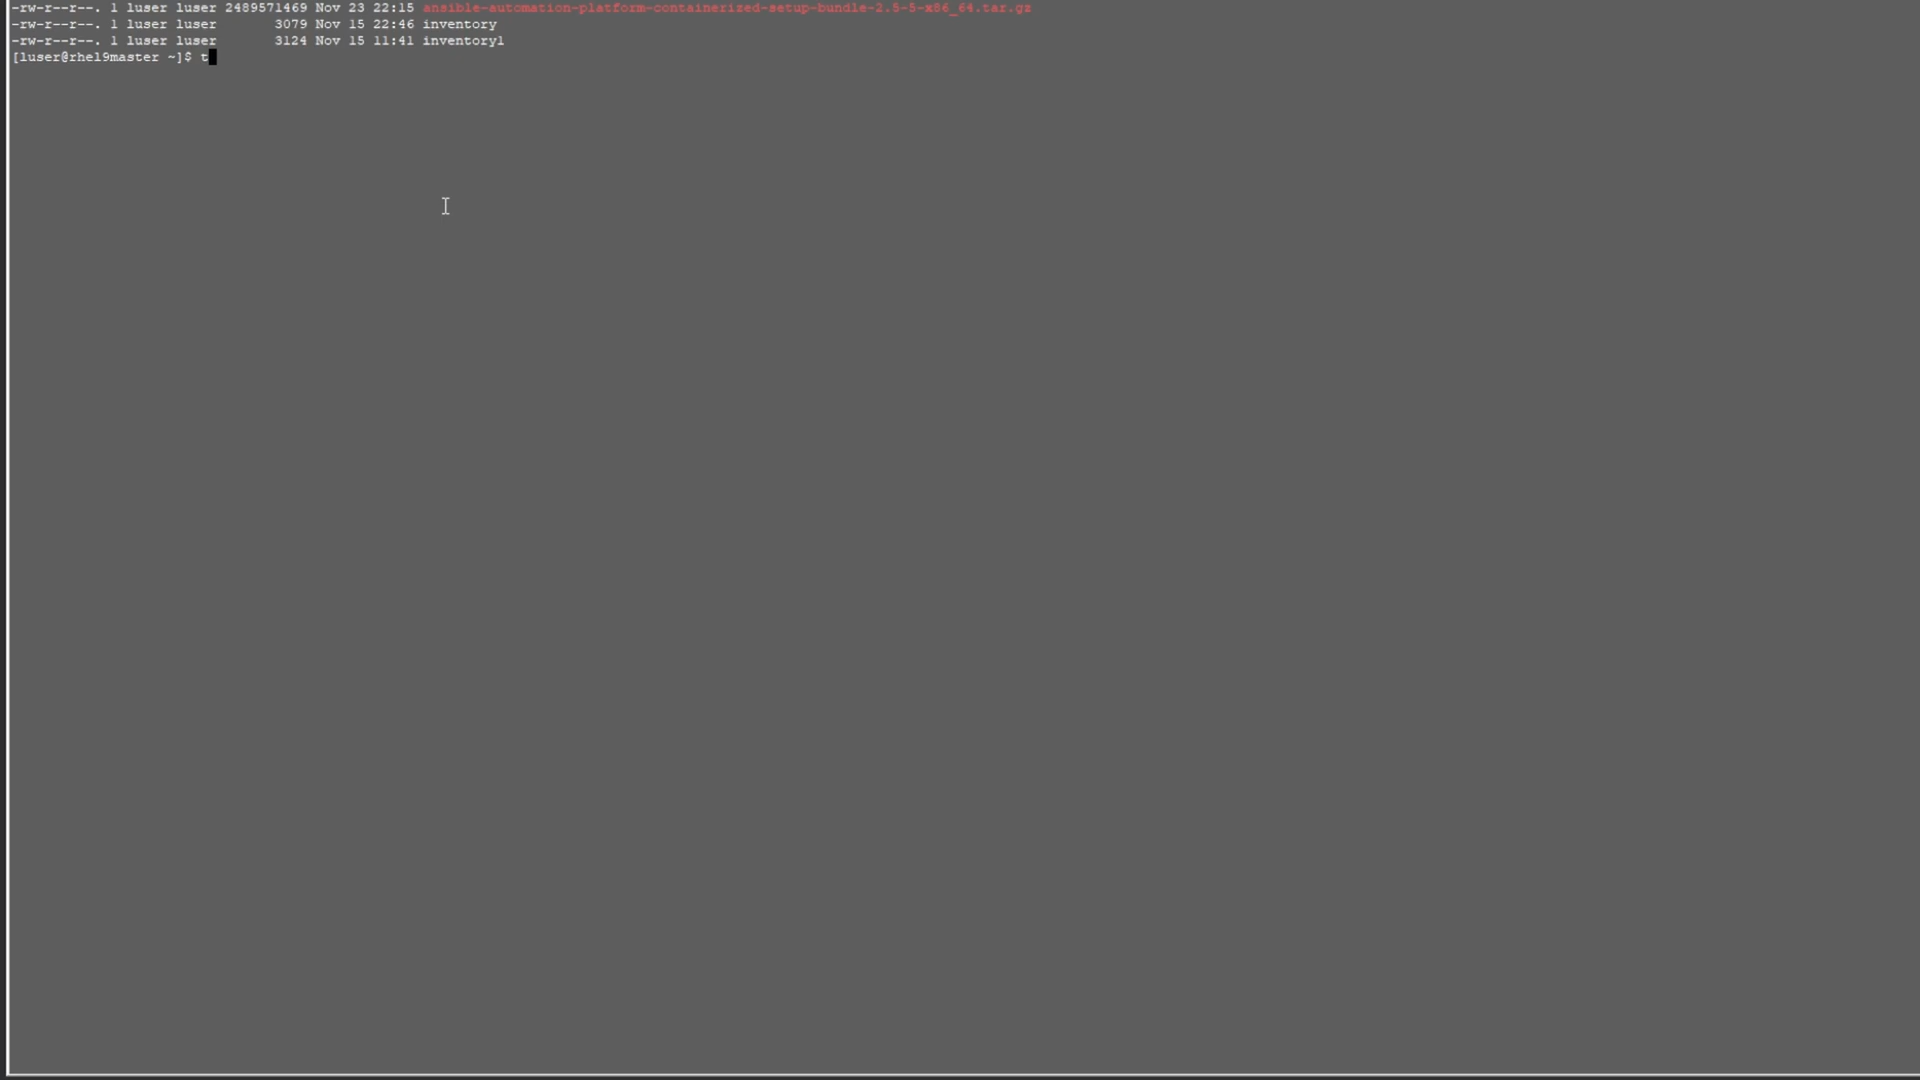 -rw-r--r--. 1 luser luser 2489571469 Nov 23 22:15 ansible-automation-platform-containerized-setup-bundle-2.5-5-x86_64.tar.gz
-rw-r--r--. 1 luser luser       3079 Nov 15 22:46 inventory
-rw-r--r--. 1 luser luser       3124 Nov 15 11:41 inventory1
[luser@rhel9master ~]$ t